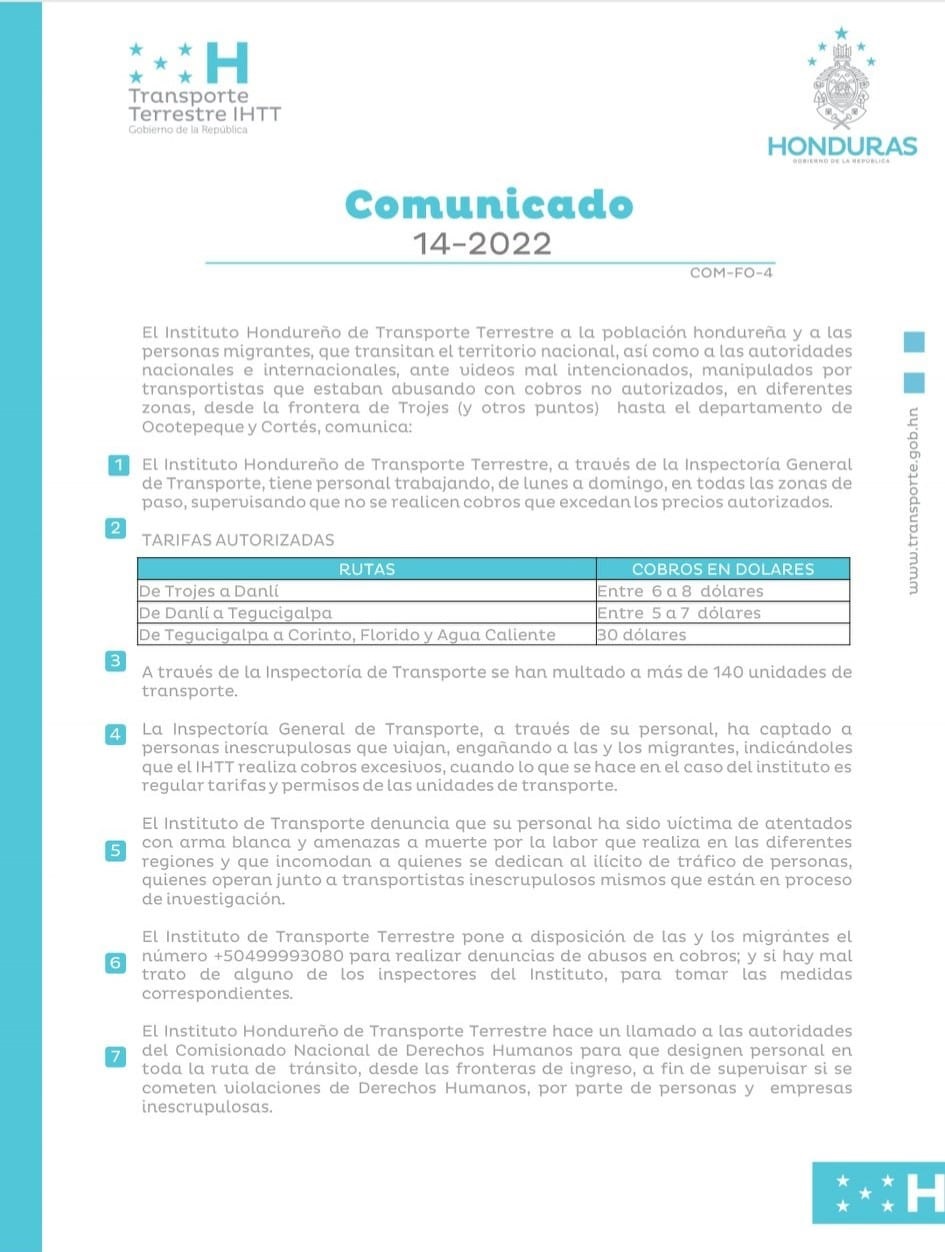 H
Transporte
Terrestre IHTT
Gobierno de la República
HONDURAS
GOBIERNO DE LA REPÚBLICA
Comunicado
14-2022
COM-FO-4
El Instituto Hondureño de Transporte Terrestre a la población hondureña y a las
personas migrantes, que transitan el territorio nacional, así como a las autoridades
nacionales e internacionales, ante videos mal intencionados, manipulados por
transportistas que estaban abusando con cobros no autorizados, en diferentes
zonas, desde la frontera de Trojes (y otros puntos) hasta el departamento de
Ocotepeque y Cortés, comunica:
1 El Instituto Hondureño de Transporte Terrestre, a través de la Inspectoría General
de Transporte, tiene personal trabajando, de lunes a domingo, en todas las zonas de
paso, supervisando que no se realicen cobros que excedan los precios autorizados.
2
TARIFAS AUTORIZADAS
RUTAS COBROS EN DOLARES
De Trojes a Danlí Entre 6 a 8 dólares
De Danlí a Tegucigalpa Entre 5 a 7 dólares
De Tegucigalpa a Corinto, Florido y Agua Caliente 30 dólares
3
A través de la Inspectoría de Transporte se han multado a más de 140 unidades de
transporte.
4 La Inspectoría General de Transporte, a través de su personal, ha captado a
personas inescrupulosas que viajan, engañando a las y los migrantes, indicándoles
que el IHTT realiza cobros excesivos, cuando lo que se hace en el caso del instituto es
regular tarifas y permisos de las unidades de transporte.
El Instituto de Transporte denuncia que su personal ha sido víctima de atentados
5 con arma blanca y amenazas a muerte por la labor que realiza en las diferentes
regiones y que incomodan a quienes se dedican al ilícito de tráfico de personas,
quienes operan junto a transportistas inescrupulosos mismos que están en proceso
de investigación.
El Instituto de Transporte Terrestre pone a disposición de las y los migrántes el
6 número +50499993080 para realizar denuncias de abusos en cobros; y si hay mal
trato de alguno de los inspectores del Instituto, para tomar las medidas
correspondientes.
El Instituto Hondureño de Transporte Terrestre hace un llamado a las autoridades
7 del Comisionado Nacional de Derechos Humanos para que designen personal en
toda la ruta de tránsito, desde las fronteras de ingreso, a fin de supervisar si se
cometen violaciones de Derechos Humanos, por parte de personas y empresas
inescrupulosas.
www.transporte.gob.hn
H